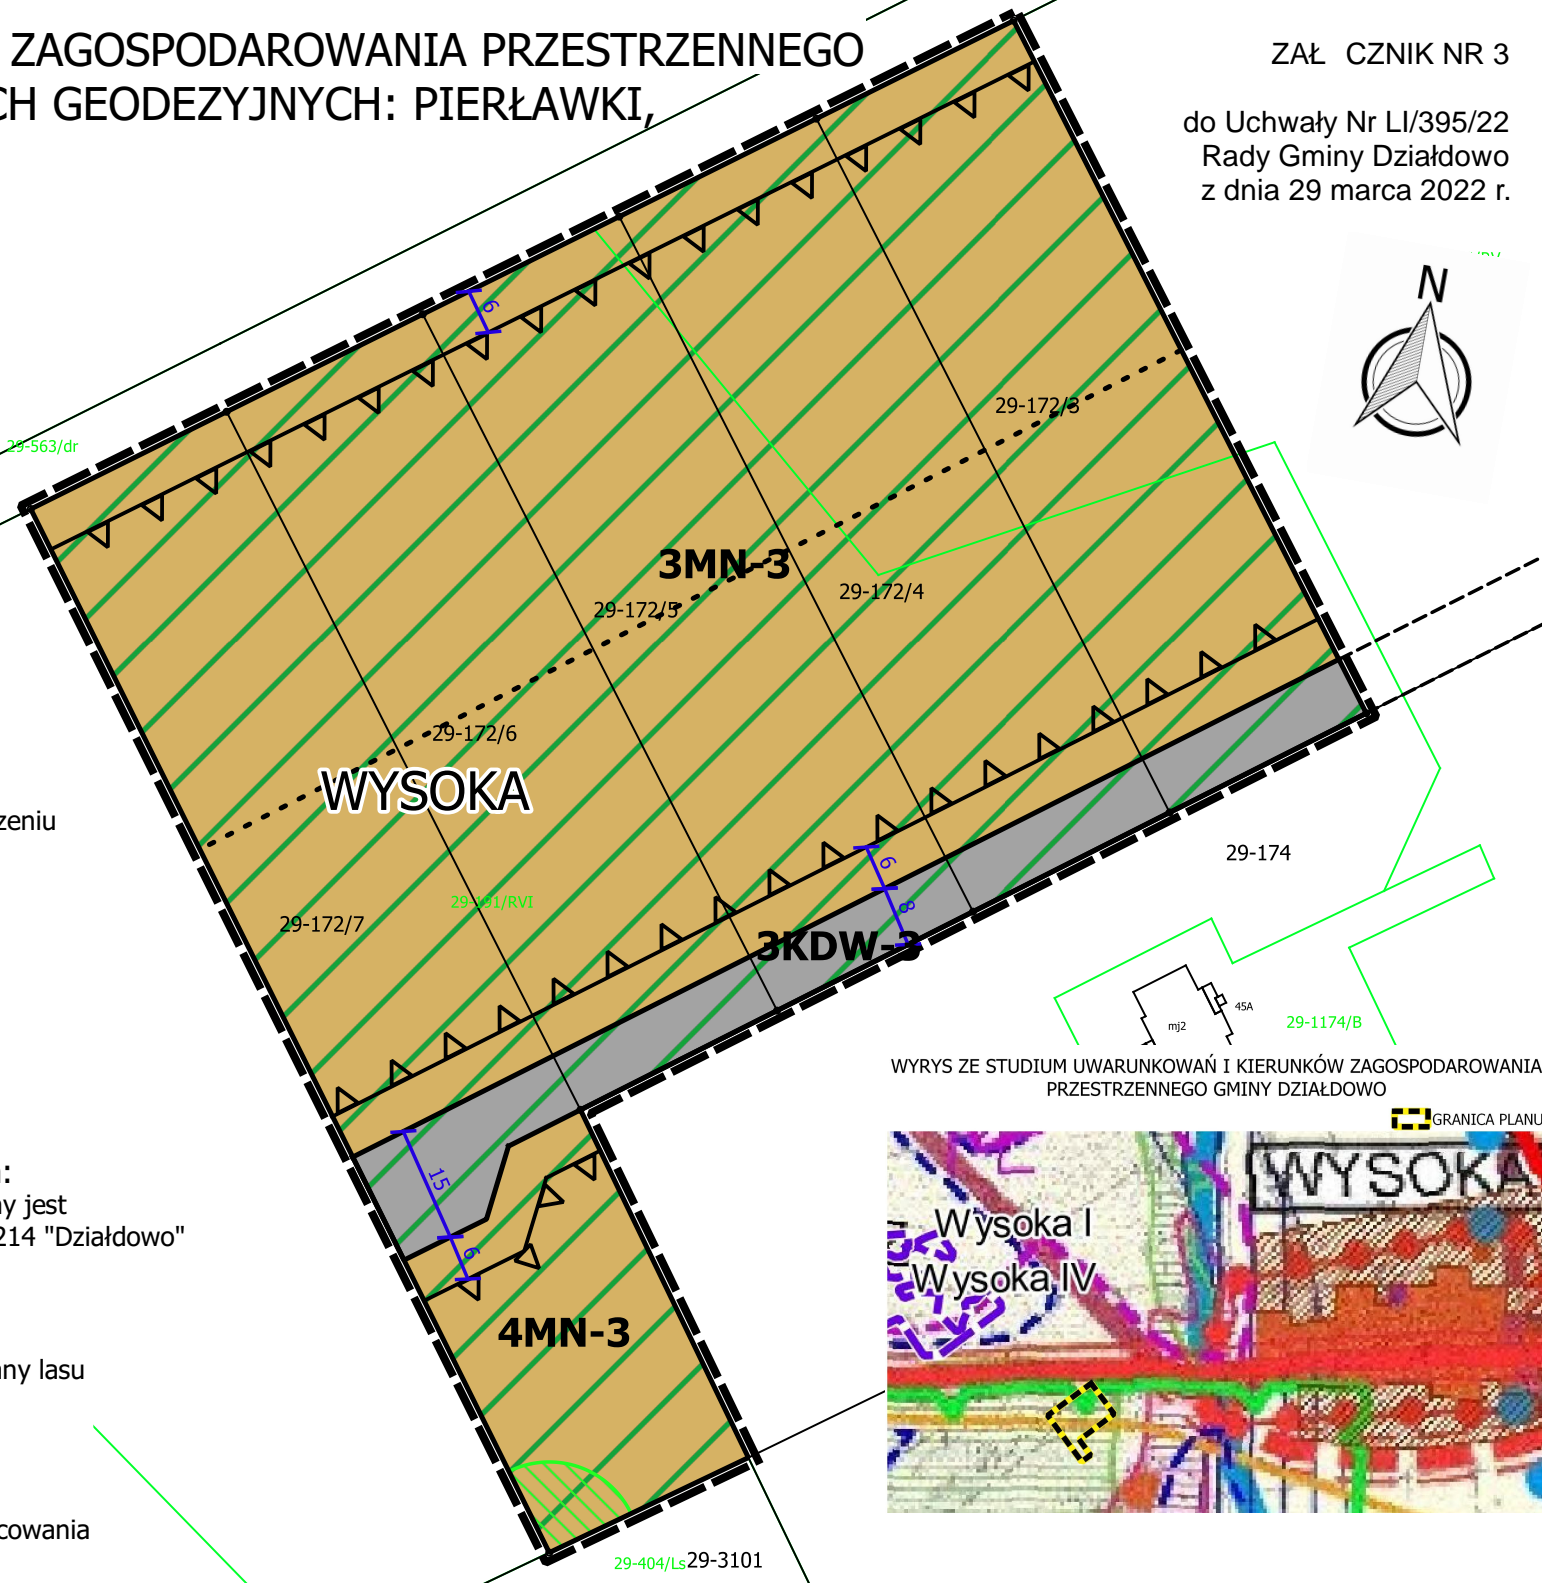 ZAGOSPODAROWANIA PRZESTRZENNEGO
CH GEODEZYJNYCH: PIERŁAWKI,
ZAŁ CZNIK NR 3
do Uchwały Nr LI/395/22
Rady Gminy Działdowo
z dnia 29 marca 2022 r.
N
6
29-563/dr
29-172/3
3MN-3
29-172/4
29-172/5
29-172/6
WYSOKA
zeniu
29-174
6
29-191/RVI
8
29-172/7
3KDW-3
45A
mj2
29-1174/B
WYRYS ZE STUDIUM UWARUNKOWAŃ I KIERUNKÓW ZAGOSPODAROWANIA
PRZESTRZENNEGO GMINY DZIAŁDOWO
GRANICA PLANU
15
ny jest
214 "Działdowo"
6
WYSOKA
Wysoka I
Wysoka IV
4MN-3
any lasu
cowania
29-404/Ls
29-3101